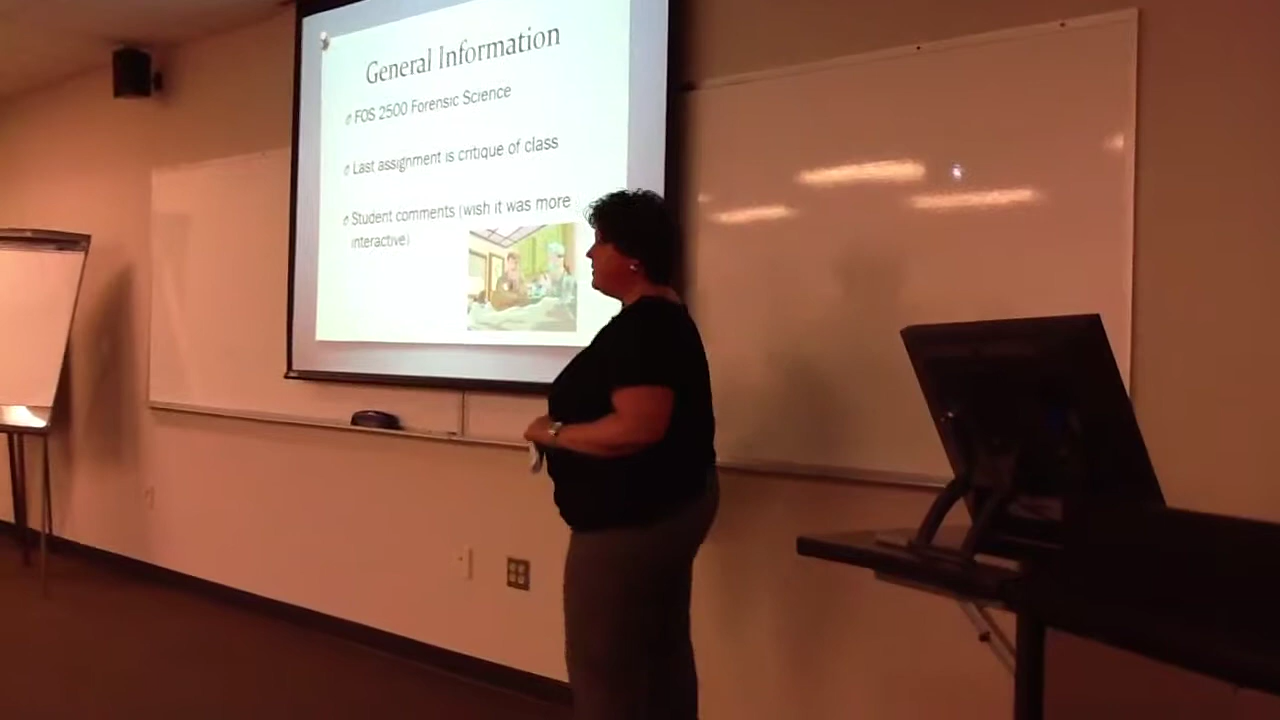 General Information
FOS 2500 Forensic Science
Last assignment is critique of class
Student comments (wish it was more
interactive)